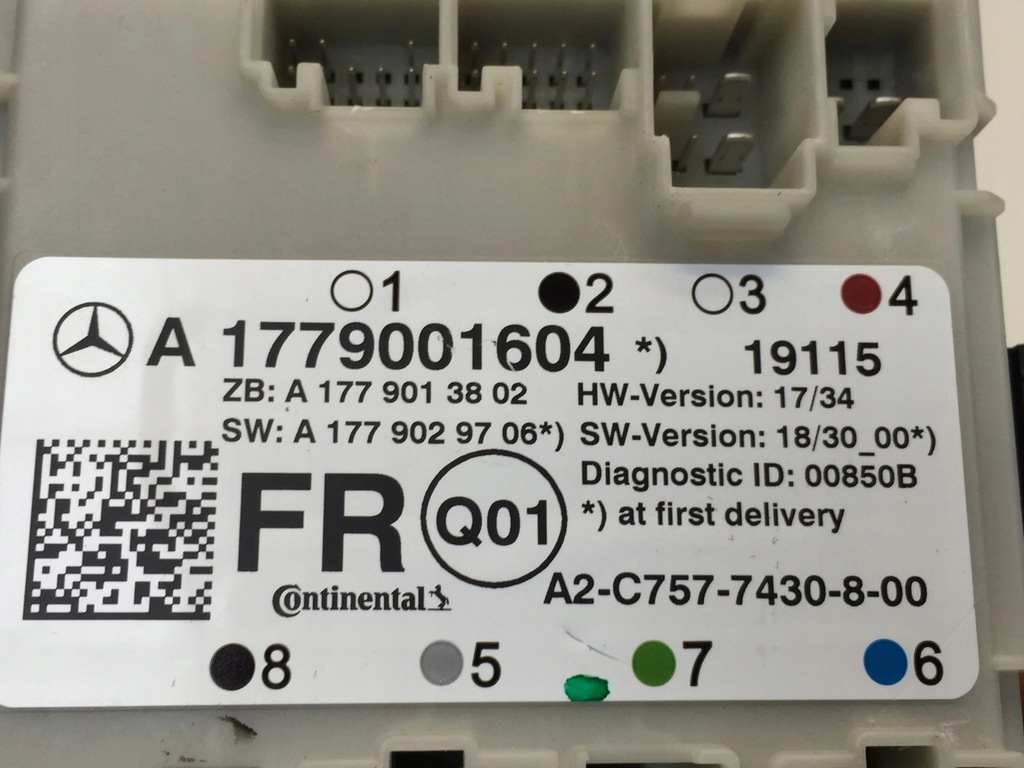 1 2 3 4
A 1779001604 *) 19115
ZB: A 177 901 38 02 HW-Version: 17/34
SW: A 177 902 97 06*) SW-Version: 18/30_00*)
Diagnostic ID: 00850B
FR Q01 *) at first delivery
Continental A2-C757-7430-8-00
8 5 7 6